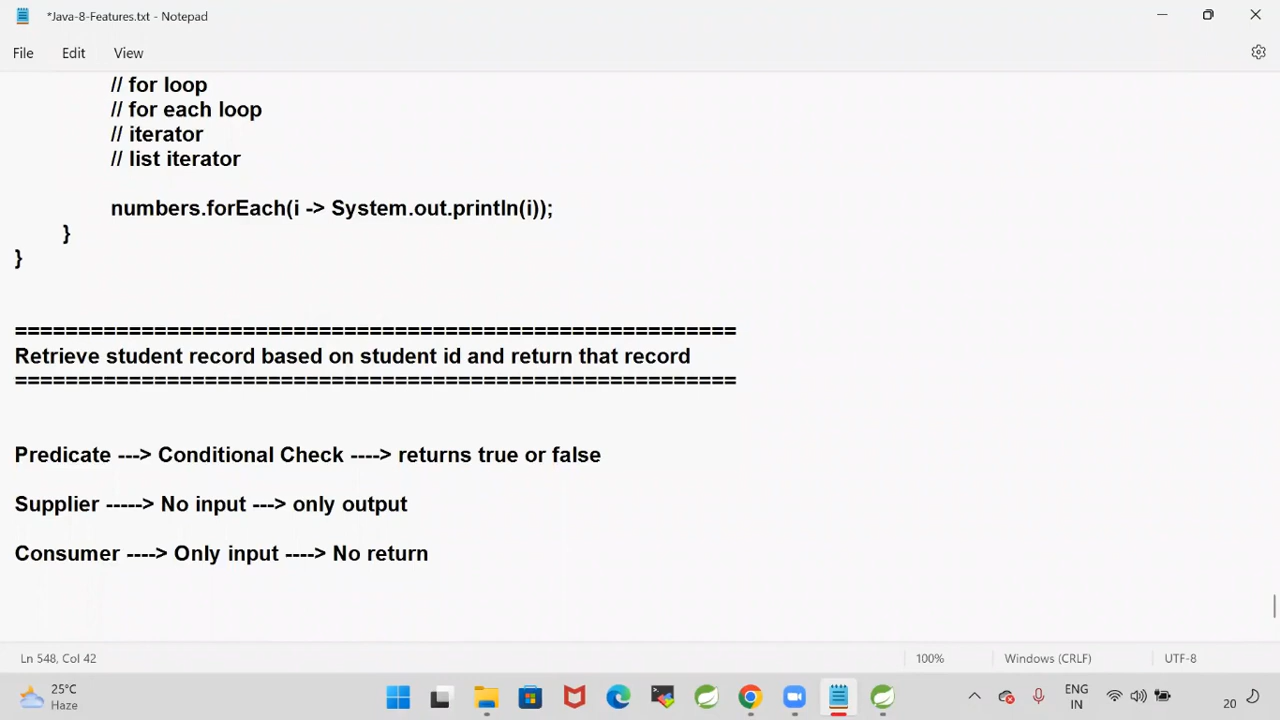 *Java-8-Features.txt - Notepad
File Edit View
// for loop
// for each loop
// iterator
// list iterator
numbers.forEach(i -> System.out.println(i));
}
}
=========================================================
Retrieve student record based on student id and return that record
=========================================================
Predicate ---> Conditional Check ----> returns true or false
Supplier -----> No input ---> only output
Consumer ----> Only input ----> No return
Ln 548, Col 42 100% Windows (CRLF) UTF-8
25°C
Haze
ENG
IN
20